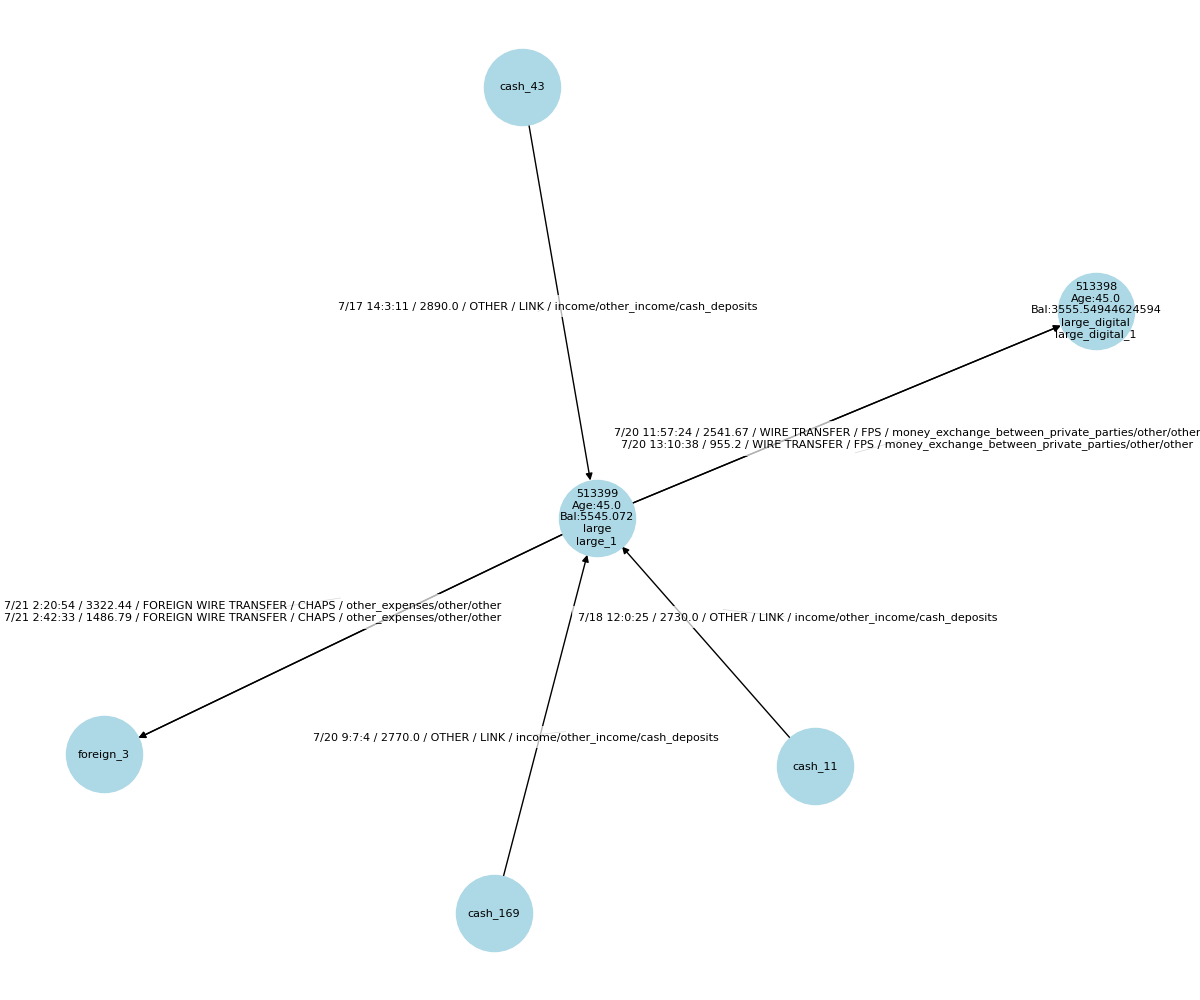 cash_43
513398
Age:45.0
Bal:3555.54944624594
large_digital
large_digital_1
7/17 14:3:11 / 2890.0 / OTHER / LINK / income/other_income/cash_deposits
7/20 11:57:24 / 2541.67 / WIRE TRANSFER / FPS / money_exchange_between_private_parties/other/other
7/20 13:10:38 / 955.2 / WIRE TRANSFER / FPS / money_exchange_between_private_parties/other/other
513399
Age:45.0
Bal:5545.072
large
large_1
7/21 2:20:54 / 3322.44 / FOREIGN WIRE TRANSFER / CHAPS / other_expenses/other/other
7/21 2:42:33 / 1486.79 / FOREIGN WIRE TRANSFER / CHAPS / other_expenses/other/other
7/18 12:0:25 / 2730.0 / OTHER / LINK / income/other_income/cash_deposits
7/20 9:7:4 / 2770.0 / OTHER / LINK / income/other_income/cash_deposits
foreign_3
cash_11
cash_169